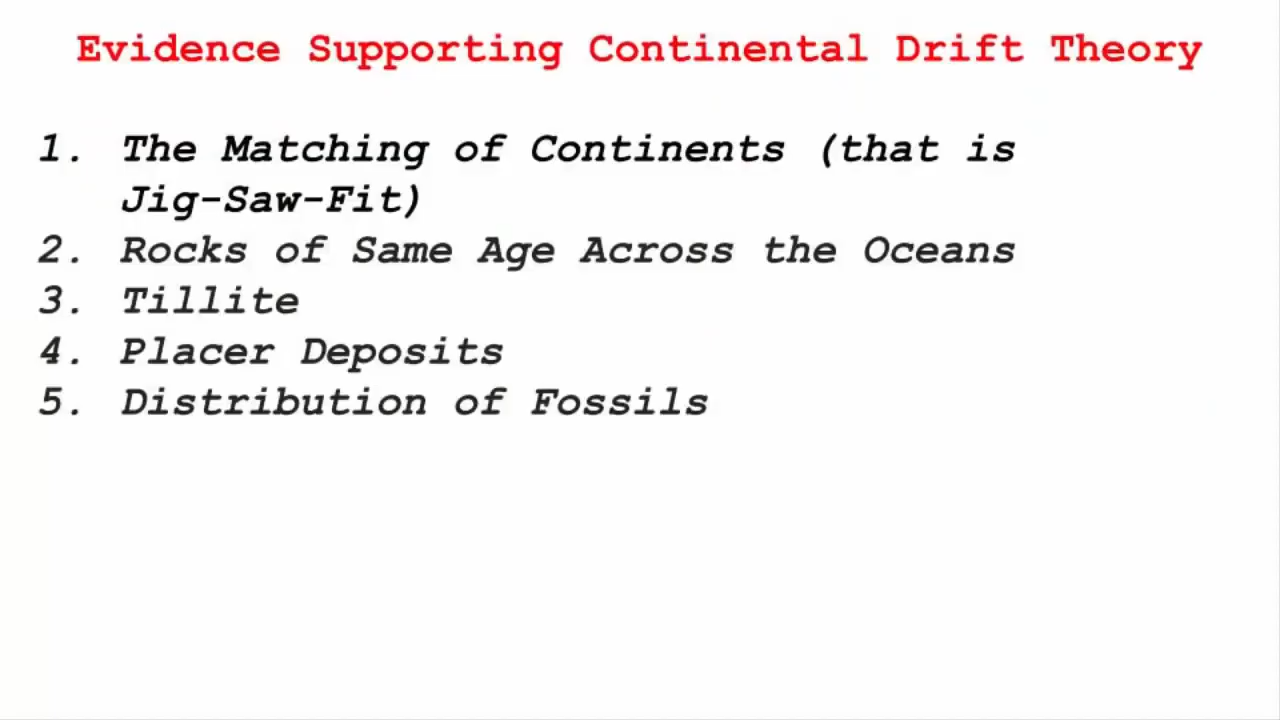 Evidence Supporting Continental Drift Theory
1. The Matching of Continents (that is
Jig-Saw-Fit)
2. Rocks of Same Age Across the Oceans
3. Tillite
4. Placer Deposits
5. Distribution of Fossils